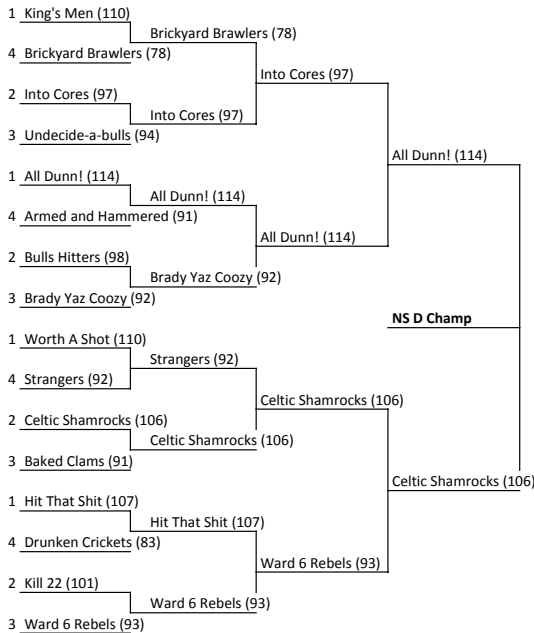 1 King's Men (110)
Brickyard Brawlers (78)
4 Brickyard Brawlers (78)
Into Cores (97)
2 Into Cores (97)
Into Cores (97)
3 Undecide-a-bulls (94)
All Dunn! (114)
1 All Dunn! (114)
All Dunn! (114)
4 Armed and Hammered (91)
All Dunn! (114)
2 Bulls Hitters (98)
Brady Yaz Coozy (92)
3 Brady Yaz Coozy (92)
NS D Champ
1 Worth A Shot (110)
Strangers (92)
4 Strangers (92)
Celtic Shamrocks (106)
2 Celtic Shamrocks (106)
Celtic Shamrocks (106)
3 Baked Clams (91)
Celtic Shamrocks (106)
1 Hit That Shit (107)
Hit That Shit (107)
4 Drunken Crickets (83)
Ward 6 Rebels (93)
2 Kill 22 (101)
Ward 6 Rebels (93)
3 Ward 6 Rebels (93)